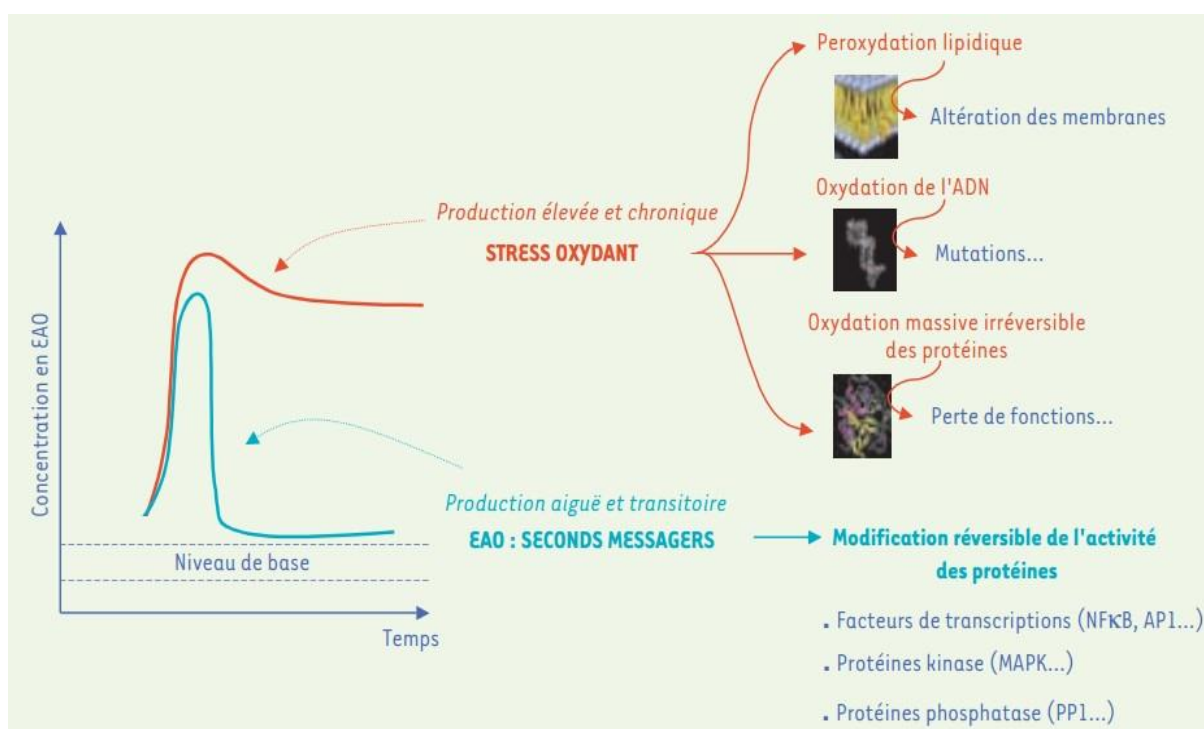 Peroxydation lipidique
Altération des membranes
Oxydation de l'ADN
Mutations...
Oxydation massive irréversible
des protéines
Perte de fonctions...
Production élevée et chronique
STRESS OXYDANT
Concentration en EAO
Production aiguë et transitoire
EAO : SECONDS MESSAGERS
Niveau de base
Temps
Modification réversible de l'activité
des protéines
. Facteurs de transcriptions (NFκB, AP1...)
. Protéines kinase (MAPK...)
. Protéines phosphatase (PP1...)